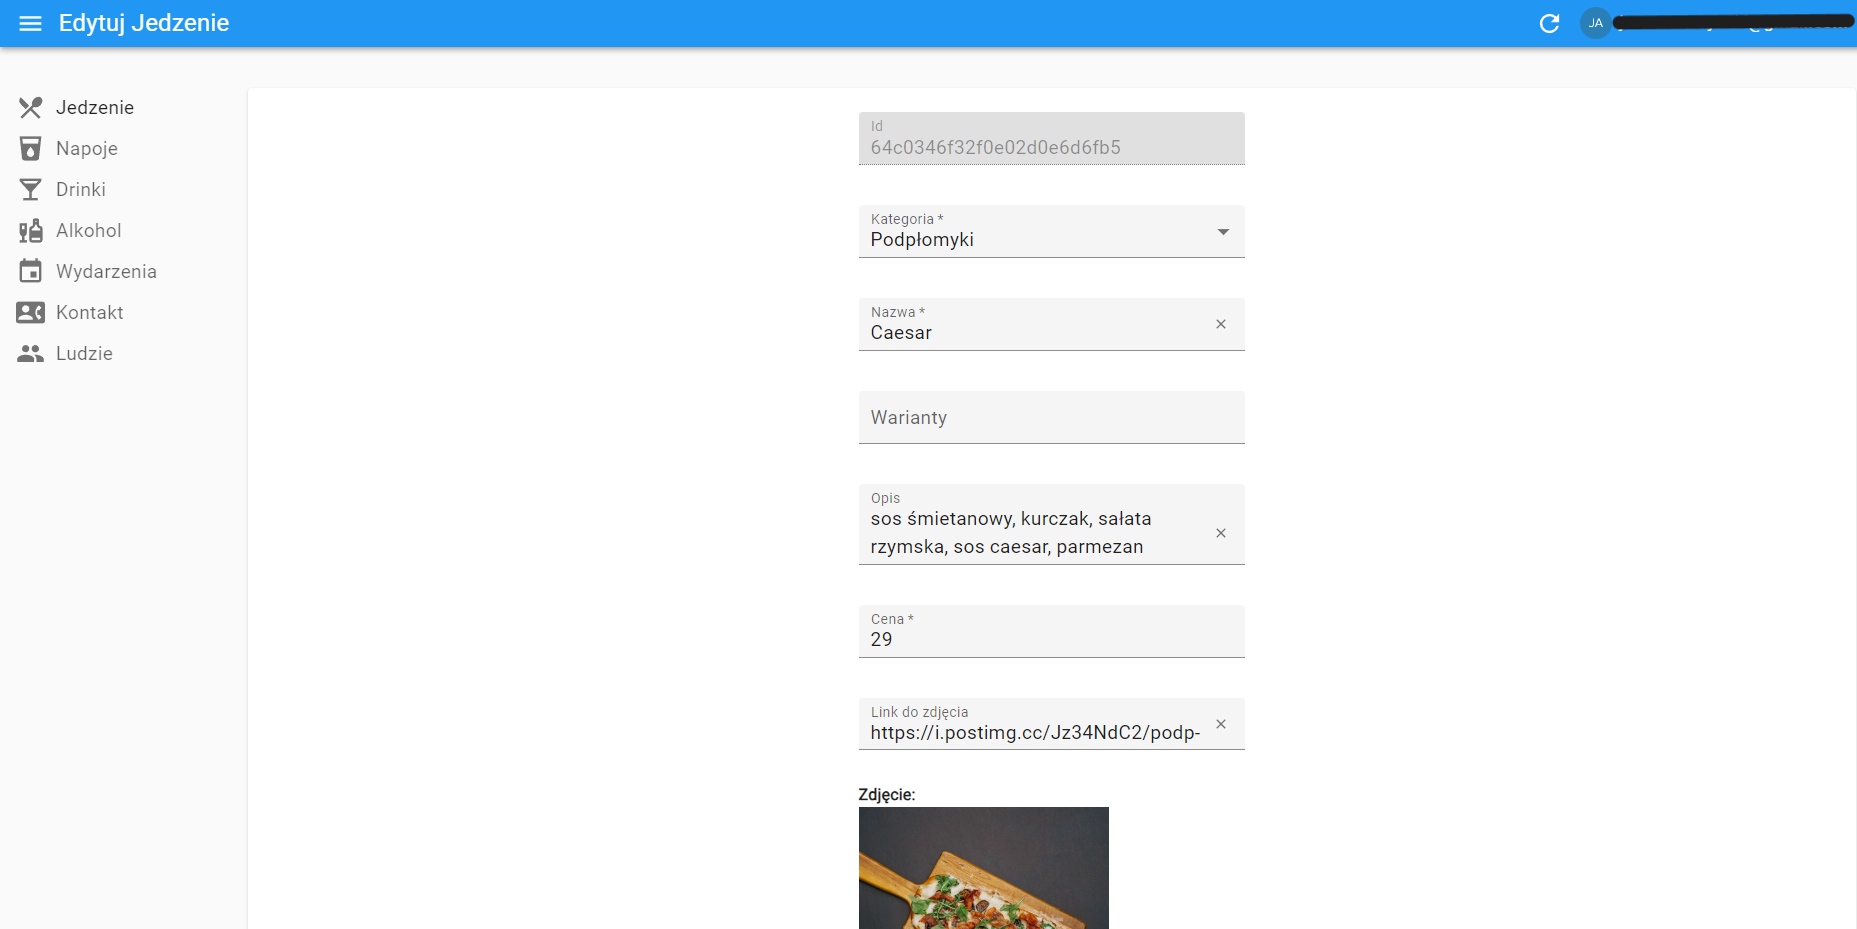 Edytuj Jedzenie
JA
Jedzenie
Napoje
Drinki
Alkohol
Wydarzenia
Kontakt
Ludzie
Id
64c0346f32f0e02d0e6d6fb5
Kategoria *
Podpłomyki
Nazwa *
Caesar
Warianty
Opis
sos śmietanowy, kurczak, sałata
rzymska, sos caesar, parmezan
Cena *
29
Link do zdjęcia
https://i.postimg.cc/Jz34NdC2/podp-
Zdjęcie: